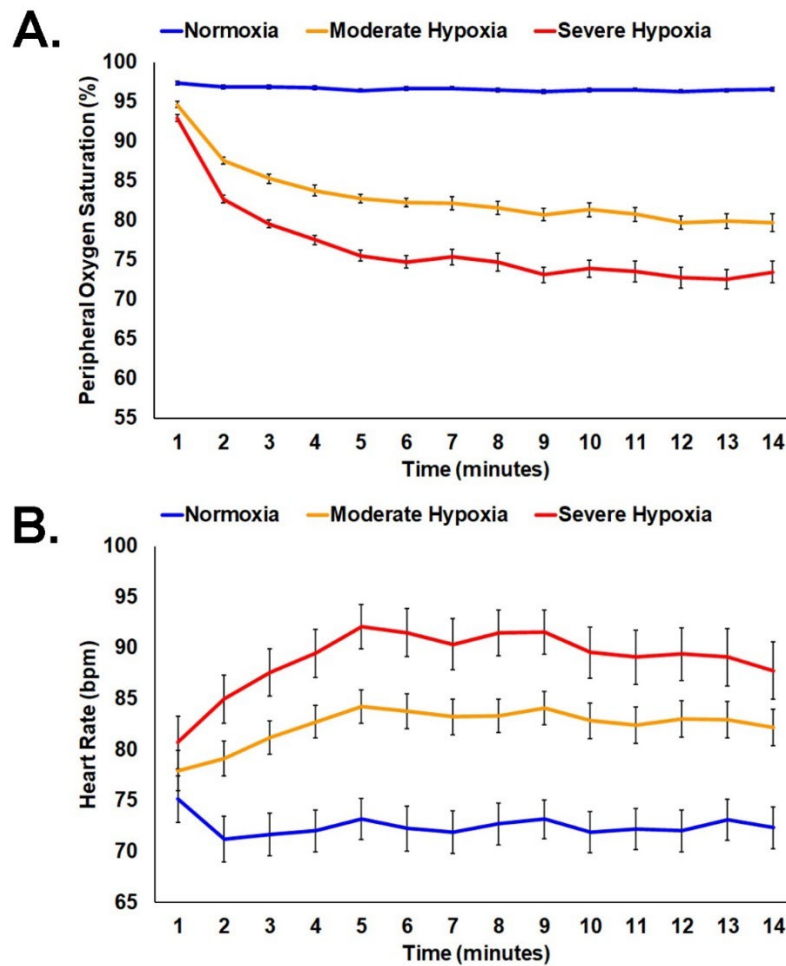 A.
Normoxia Moderate Hypoxia Severe Hypoxia
Peripheral Oxygen Saturation (%)
100
95
90
85
80
75
70
65
60
55
1 2 3 4 5 6 7 8 9 10 11 12 13 14
Time (minutes)
B.
Normoxia Moderate Hypoxia Severe Hypoxia
Heart Rate (bpm)
100
95
90
85
80
75
70
65
1 2 3 4 5 6 7 8 9 10 11 12 13 14
Time (minutes)